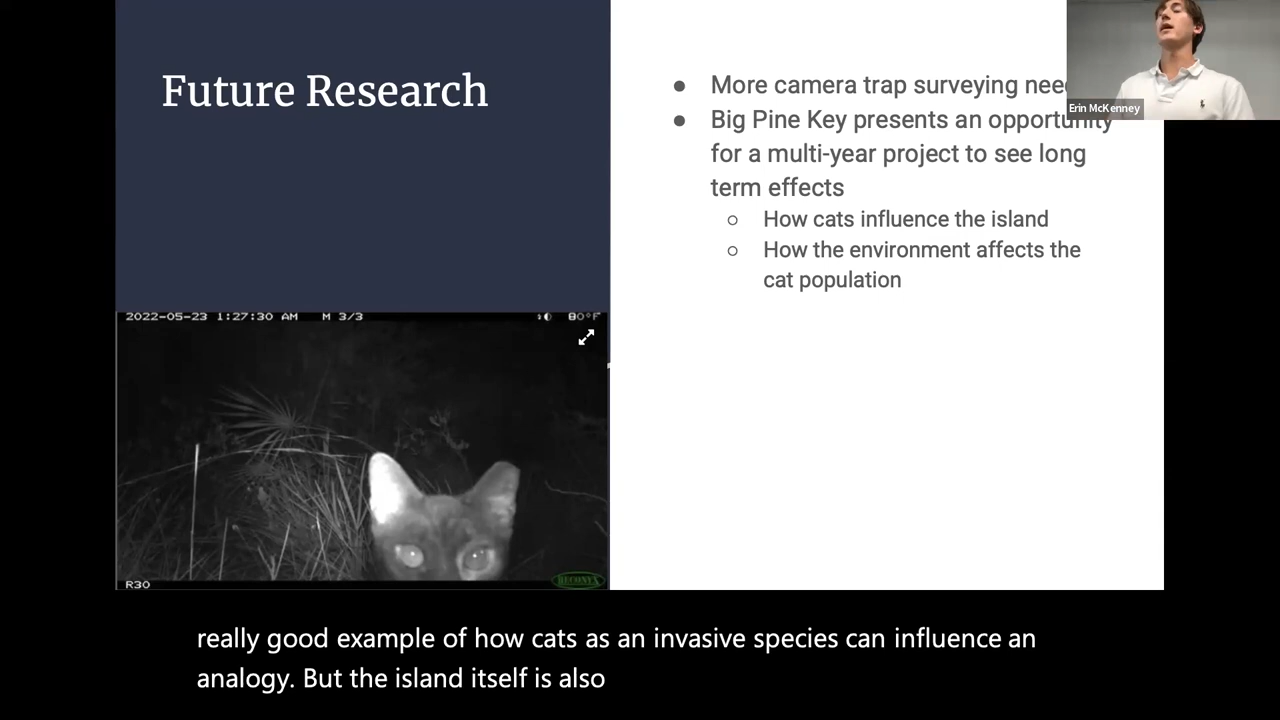 Future Research
● More camera trap surveying
● Big Pine Key presents an opportunity
for a multi-year project to see long
term effects
○ How cats influence the island
○ How the environment affects the
cat population
Erin McKenney
2022-05-23 1:27:30 AM M 3/3 80°F
R30
RECONYX
really good example of how cats as an invasive species can influence an
analogy. But the island itself is also